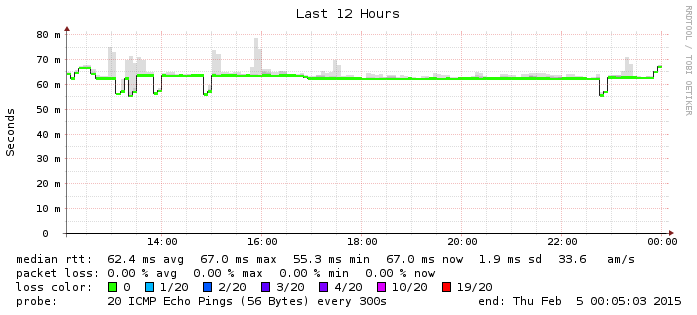 Last 12 Hours
RRDTOOL / TOBI OETIKER
Seconds
80 m
70 m
60 m
50 m
40 m
30 m
20 m
10 m
0
14:00 16:00 18:00 20:00 22:00 00:00
median rtt: 62.4 ms avg 67.0 ms max 55.3 ms min 67.0 ms now 1.9 ms sd 33.6 am/s
packet loss: 0.00 % avg 0.00 % max 0.00 % min 0.00 % now
loss color: 0 1/20 2/20 3/20 4/20 10/20 19/20
probe: 20 ICMP Echo Pings (56 Bytes) every 300s end: Thu Feb 5 00:05:03 2015